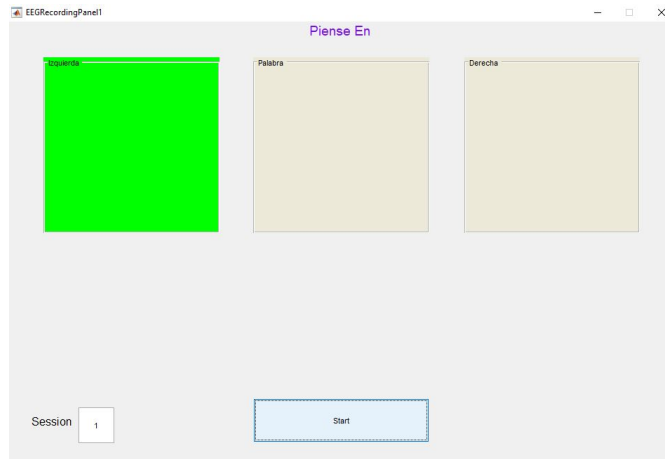 EEGRecordingPanel1
Piense En
Izquierda
Palabra
Derecha
Session
1
Start